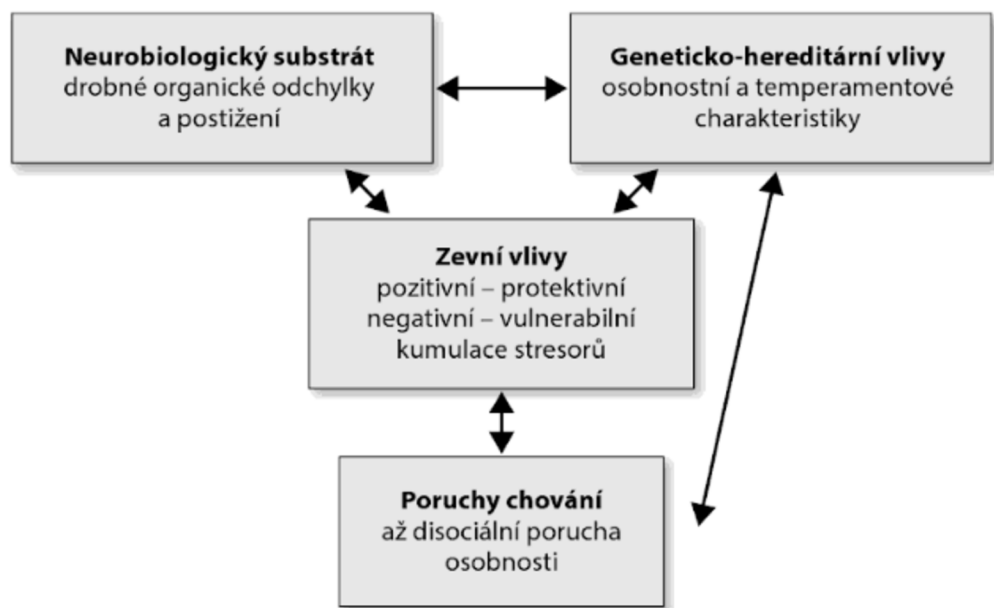 Neurobiologický substrát
drobné organické odchylky
a postižení
Geneticko-hereditární vlivy
osobnostní a temperamentové
charakteristiky
Zevní vlivy
pozitivní – protektivní
negativní – vulnerabilní
kumulace stresorů
Poruchy chování
až disociální porucha
osobnosti